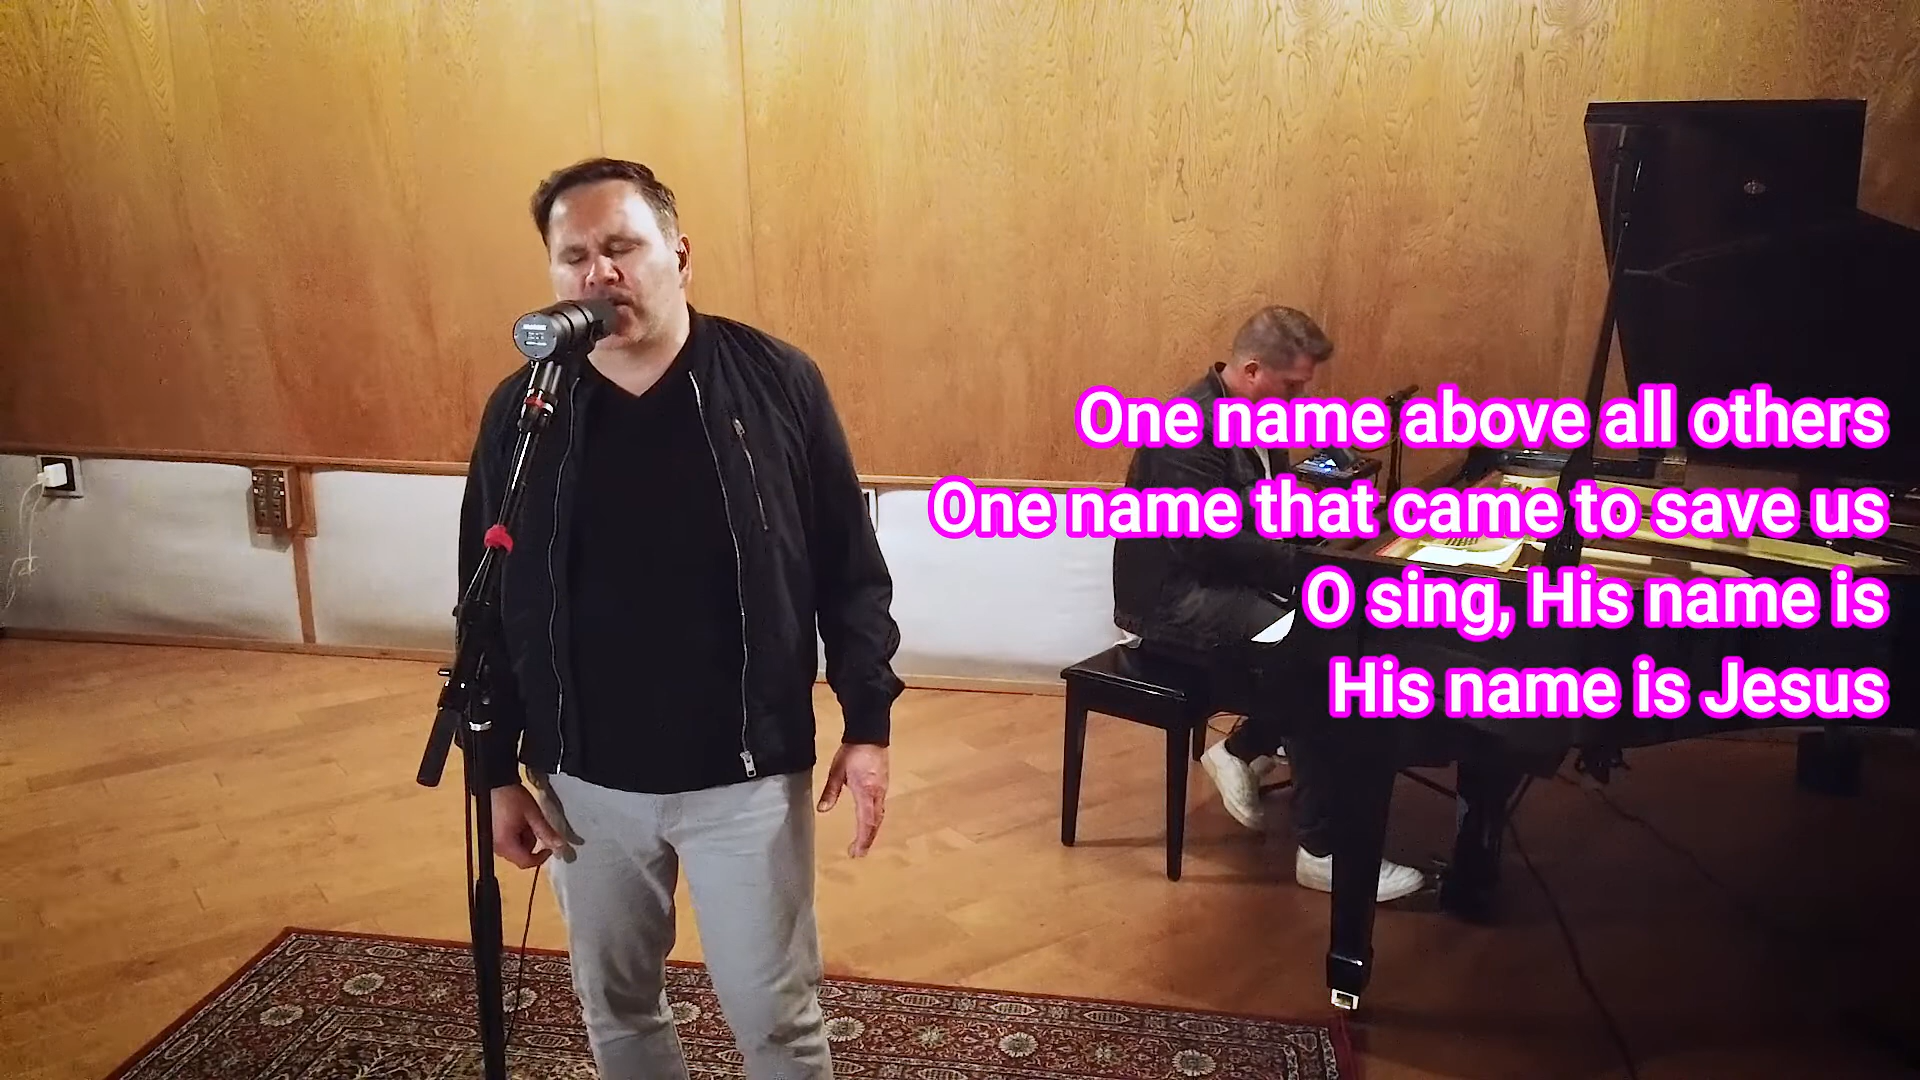 One name above all others
One name that came to save us
O sing, His name is
His name is Jesus